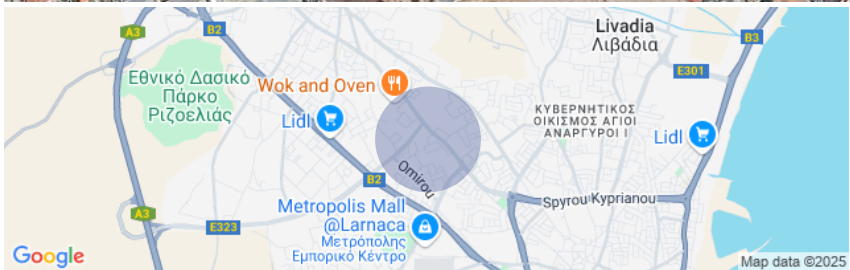 A3
B2
Livadia
Λιβάδια
B3
E301
Εθνικό Δασικό
Πάρκο
Ριζοελιάς
Wok and Oven
Lidl
ΚΥΒΕΡΝΗΤΙΚΟΣ
ΟΙΚΙΣΜΟΣ ΑΓΙΟΙ
ΑΝΑΡΓΥΡΟΙ Ι
Lidl
Omirou
B2
Spyrou Kyprianou
A3
E323
Metropolis Mall
@Larnaca
Μετρόπολης
Εμπορικό Κέντρο
Google
Map data ©2025